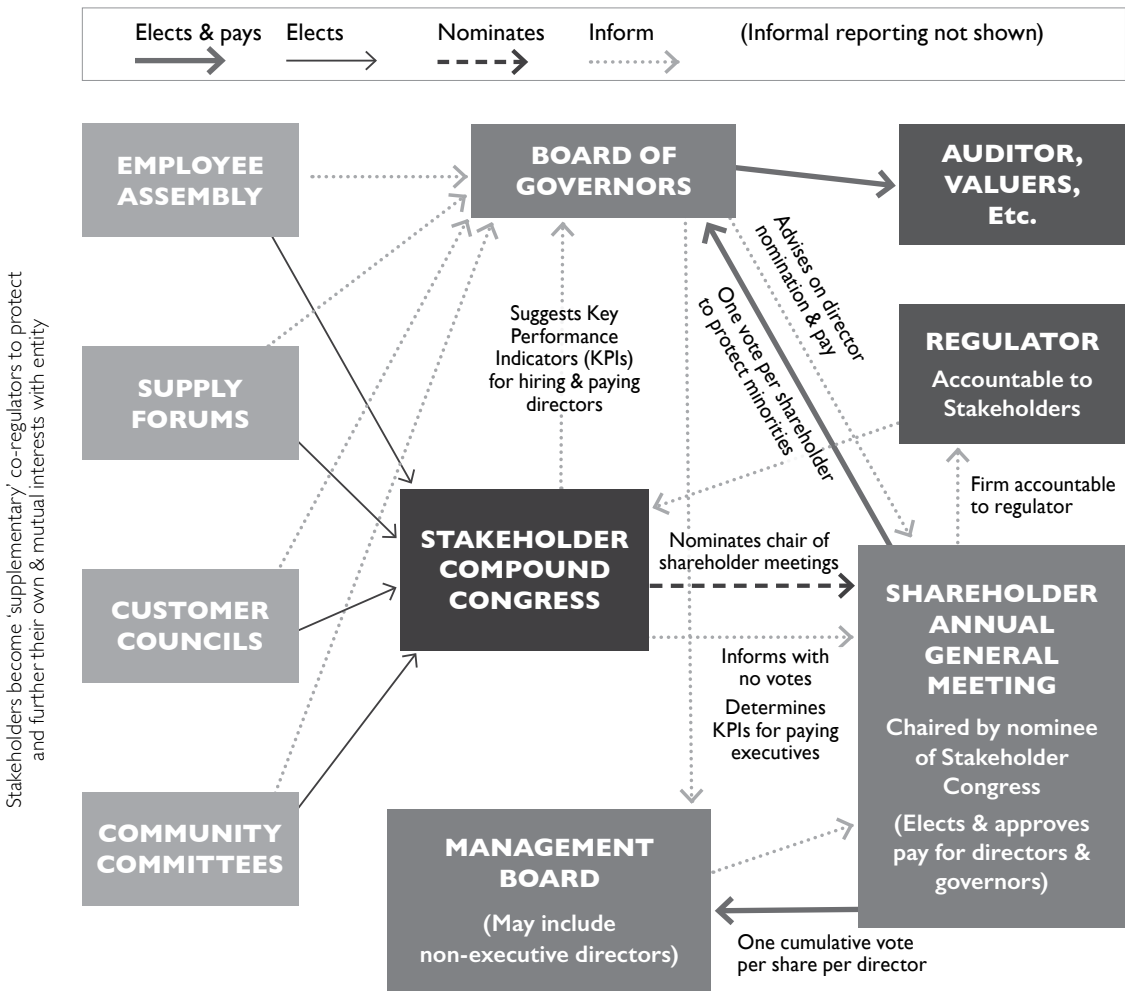 Elects & pays
Elects
Nominates
Inform
(Informal reporting not shown)
Stakeholders become ‘supplementary’ co-regulators to protect
and further their own & mutual interests with entity
EMPLOYEE
ASSEMBLY
BOARD OF
GOVERNORS
AUDITOR,
VALUERS,
Etc.
Advises on director
nomination & pay
One vote per shareholder
to protect minorities
Suggests Key
Performance
Indicators (KPIs)
for hiring & paying
directors
REGULATOR
Accountable to
Stakeholders
SUPPLY
FORUMS
Firm accountable
to regulator
STAKEHOLDER
COMPOUND
CONGRESS
Nominates chair of
shareholder meetings
CUSTOMER
COUNCILS
SHAREHOLDER
ANNUAL
GENERAL
MEETING
Chaired by nominee
of Stakeholder
Congress
(Elects & approves
pay for directors &
governors)
Informs with
no votes
Determines
KPIs for paying
executives
COMMUNITY
COMMITTEES
MANAGEMENT
BOARD
(May include
non-executive directors)
One cumulative vote
per share per director